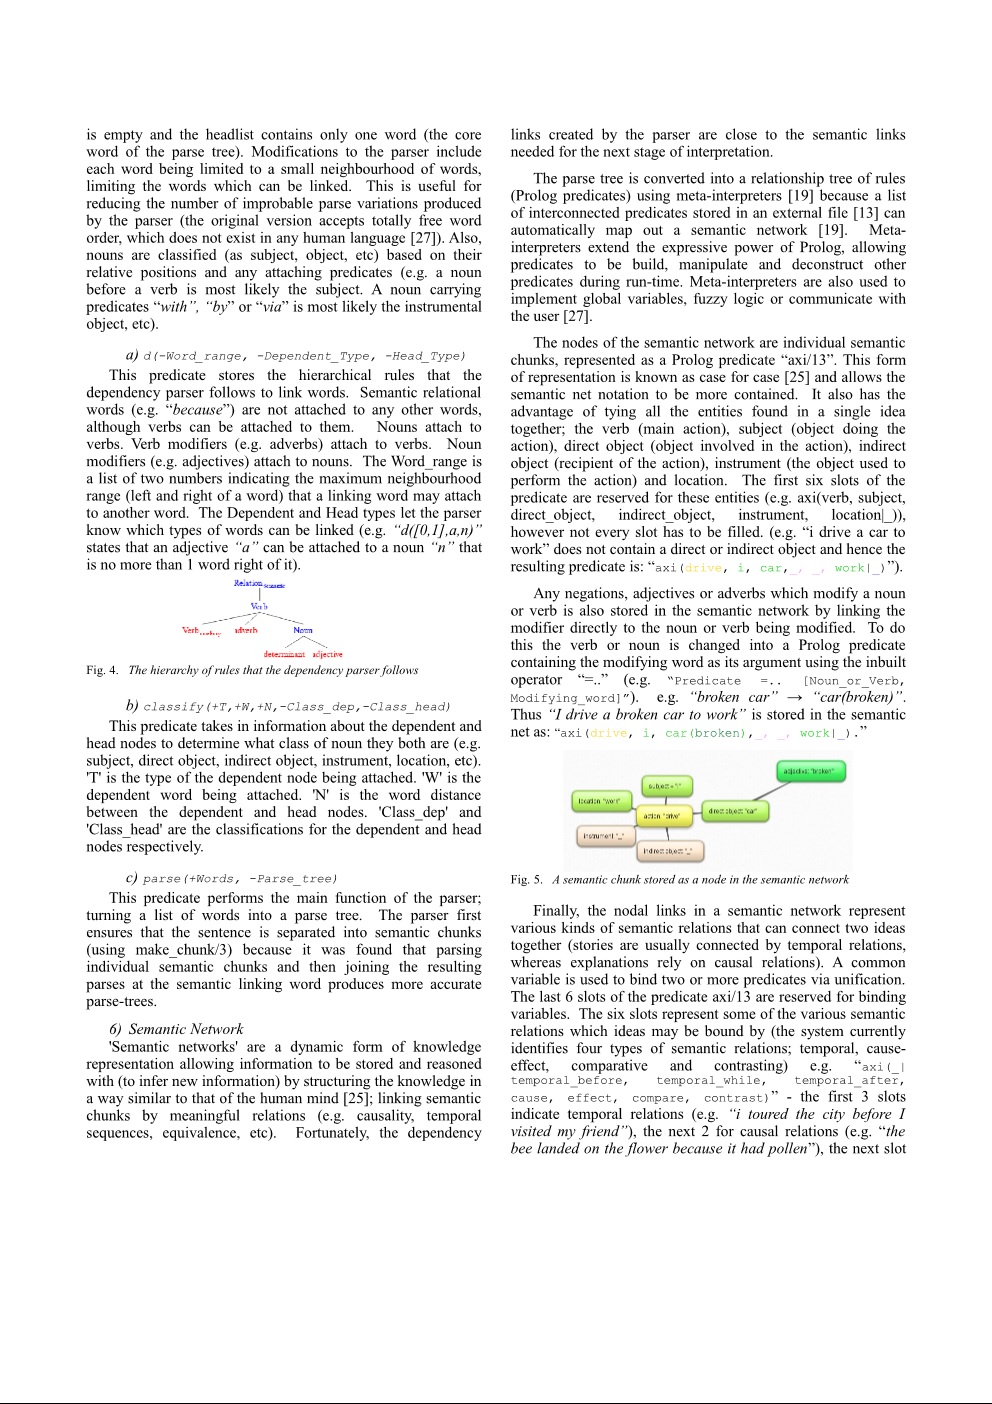 is empty and the headlist contains only one word (the core
word of the parse tree). Modifications to the parser include
each word being limited to a small neighbourhood of words,
limiting the words which can be linked. This is useful for
reducing the number of improbable parse variations produced
by the parser (the original version accepts totally free word
order, which does not exist in any human language [27]). Also,
nouns are classified (as subject, object, etc) based on their
relative positions and any attaching predicates (e.g. a noun
before a verb is most likely the subject. A noun carrying
predicates “with”, “by” or “via” is most likely the instrumental
object, etc).
a) d(-Word_range, -Dependent_Type, -Head_Type)
This predicate stores the hierarchical rules that the
dependency parser follows to link words. Semantic relational
words (e.g. “because”) are not attached to any other words,
although verbs can be attached to them. Nouns attach to
verbs. Verb modifiers (e.g. adverbs) attach to verbs. Noun
modifiers (e.g. adjectives) attach to nouns. The Word_range is
a list of two numbers indicating the maximum neighbourhood
range (left and right of a word) that a linking word may attach
to another word. The Dependent and Head types let the parser
know which types of words can be linked (e.g. “d([0,1],a,n)”
states that an adjective “a” can be attached to a noun “n” that
is no more than 1 word right of it).
Relation semantic
Verb
Verb auxiliary adverb Noun
determinant adjective
Fig. 4. The hierarchy of rules that the dependency parser follows
b) classify(+T,+W,+N,-Class_dep,-Class_head)
This predicate takes in information about the dependent and
head nodes to determine what class of noun they both are (e.g.
subject, direct object, indirect object, instrument, location, etc).
'T' is the type of the dependent node being attached. 'W' is the
dependent word being attached. 'N' is the word distance
between the dependent and head nodes. 'Class_dep' and
'Class_head' are the classifications for the dependent and head
nodes respectively.
c) parse(+Words, -Parse_tree)
This predicate performs the main function of the parser;
turning a list of words into a parse tree. The parser first
ensures that the sentence is separated into semantic chunks
(using make_chunk/3) because it was found that parsing
individual semantic chunks and then joining the resulting
parses at the semantic linking word produces more accurate
parse-trees.
6) Semantic Network
'Semantic networks' are a dynamic form of knowledge
representation allowing information to be stored and reasoned
with (to infer new information) by structuring the knowledge in
a way similar to that of the human mind [25]; linking semantic
chunks by meaningful relations (e.g. causality, temporal
sequences, equivalence, etc). Fortunately, the dependency
links created by the parser are close to the semantic links
needed for the next stage of interpretation.
The parse tree is converted into a relationship tree of rules
(Prolog predicates) using meta-interpreters [19] because a list
of interconnected predicates stored in an external file [13] can
automatically map out a semantic network [19]. Meta-
interpreters extend the expressive power of Prolog, allowing
predicates to be build, manipulate and deconstruct other
predicates during run-time. Meta-interpreters are also used to
implement global variables, fuzzy logic or communicate with
the user [27].
The nodes of the semantic network are individual semantic
chunks, represented as a Prolog predicate “axi/13”. This form
of representation is known as case for case [25] and allows the
semantic net notation to be more contained. It also has the
advantage of tying all the entities found in a single idea
together; the verb (main action), subject (object doing the
action), direct object (object involved in the action), indirect
object (recipient of the action), instrument (the object used to
perform the action) and location. The first six slots of the
predicate are reserved for these entities (e.g. axi(verb, subject,
direct_object, indirect_object, instrument, location|_)),
however not every slot has to be filled. (e.g. “i drive a car to
work” does not contain a direct or indirect object and hence the
resulting predicate is: “axi(drive, i, car,_, _, work|_)”).
Any negations, adjectives or adverbs which modify a noun
or verb is also stored in the semantic network by linking the
modifier directly to the noun or verb being modified. To do
this the verb or noun is changed into a Prolog predicate
containing the modifying word as its argument using the inbuilt
operator “=..” (e.g. “Predicate =.. [Noun_or_Verb,
Modifying_word]”). e.g. “broken car” → “car(broken)”.
Thus “I drive a broken car to work” is stored in the semantic
net as: “axi(drive, i, car(broken),_, _, work|_).”
adjective: "broken"
subject = "i"
location: "work"
action: "drive"
direct object: "car"
instrument: "_"
indirect object: "_"
Fig. 5. A semantic chunk stored as a node in the semantic network
Finally, the nodal links in a semantic network represent
various kinds of semantic relations that can connect two ideas
together (stories are usually connected by temporal relations,
whereas explanations rely on causal relations). A common
variable is used to bind two or more predicates via unification.
The last 6 slots of the predicate axi/13 are reserved for binding
variables. The six slots represent some of the various semantic
relations which ideas may be bound by (the system currently
identifies four types of semantic relations; temporal, cause-
effect, comparative and contrasting) e.g. “axi(_|
temporal_before, temporal_while, temporal_after,
cause, effect, compare, contrast)” - the first 3 slots
indicate temporal relations (e.g. “i toured the city before I
visited my friend”), the next 2 for causal relations (e.g. “the
bee landed on the flower because it had pollen”), the next slot